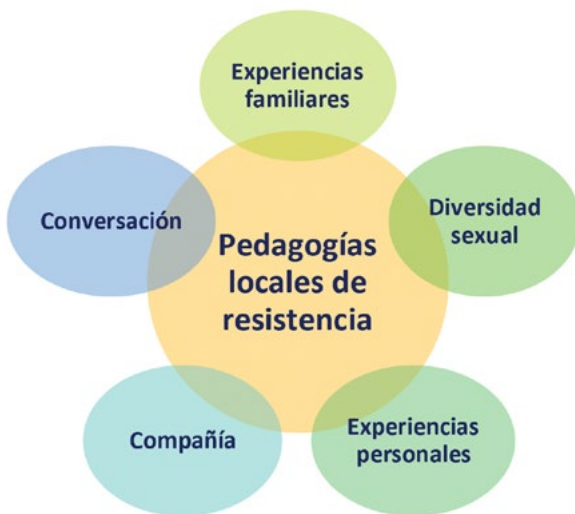 Experiencias
familiares
Conversación
Diversidad
sexual
Pedagogías
locales de
resistencia
Compañía
Experiencias
personales